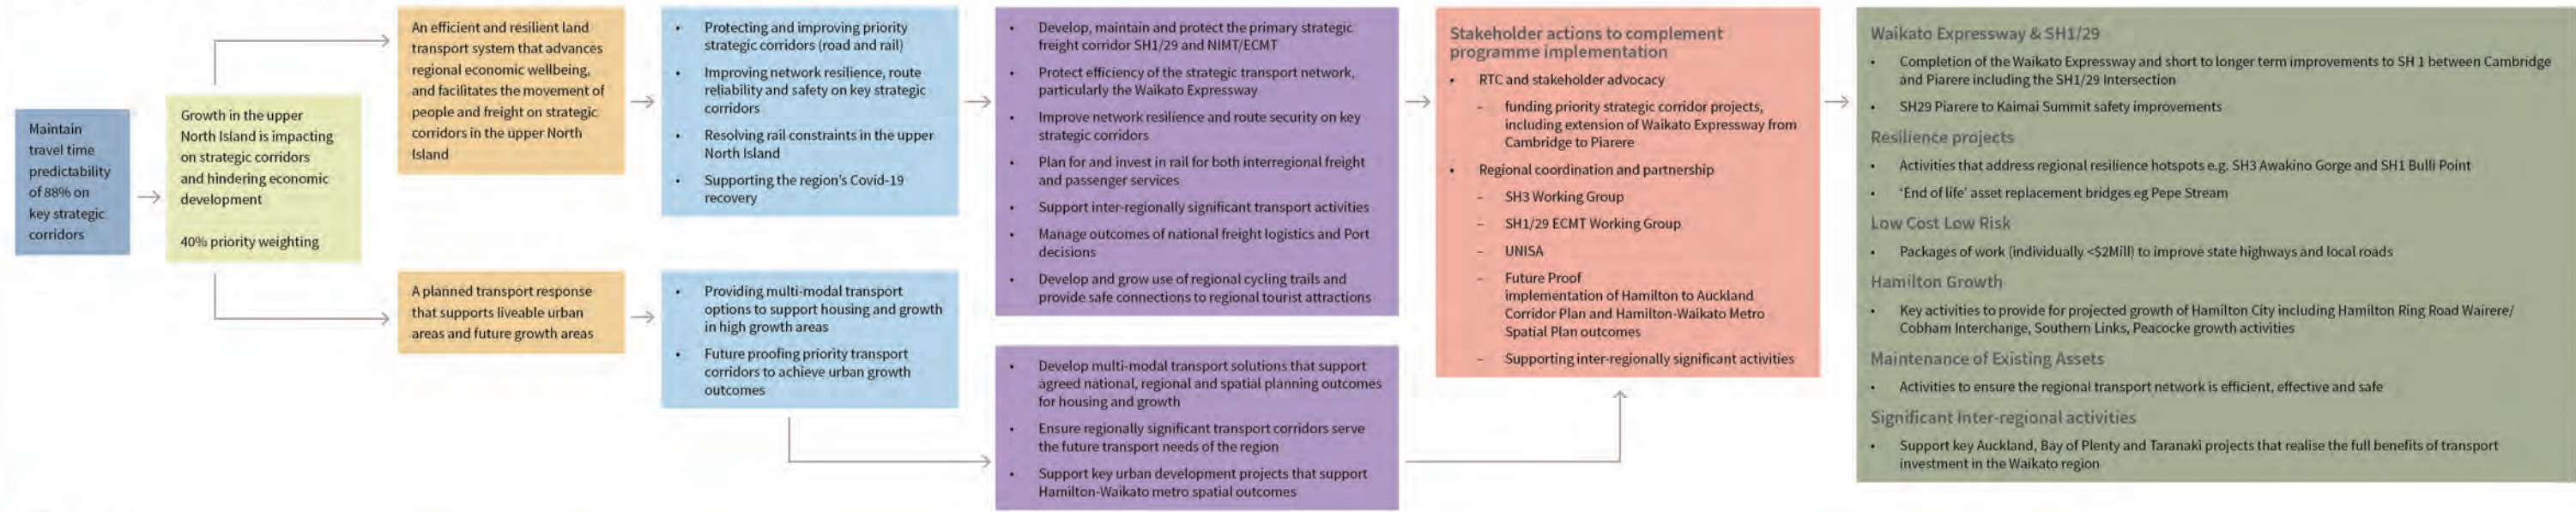 Maintain
travel time
predictability
of 88% on
key strategic
corridors
Growth in the upper
North Island is impacting
on strategic corridors
and hindering economic
development
40% priority weighting
An efficient and resilient land
transport system that advances
regional economic wellbeing,
and facilitates the movement of
people and freight on strategic
corridors in the upper North
Island
A planned transport response
that supports liveable urban
areas and future growth areas
• Protecting and improving priority
strategic corridors (road and rail)
• Improving network resilience, route
reliability and safety on key strategic
corridors
• Resolving rail constraints in the upper
North Island
• Supporting the region's Covid-19
recovery
• Providing multi-modal transport
options to support housing and growth
in high growth areas
• Future proofing priority transport
corridors to achieve urban growth
outcomes
• Develop, maintain and protect the primary strategic
freight corridor SH1/29 and NIMT/ECMT
• Protect efficiency of the strategic transport network,
particularly the Waikato Expressway
• Improve network resilience and route security on key
strategic corridors
• Plan for and invest in rail for both interregional freight
and passenger services
• Support inter-regionally significant transport activities
• Manage outcomes of national freight logistics and Port
decisions
• Develop and grow use of regional cycling trails and
provide safe connections to regional tourist attractions
• Develop multi-modal transport solutions that support
agreed national, regional and spatial planning outcomes
for housing and growth
• Ensure regionally significant transport corridors serve
the future transport needs of the region
• Support key urban development projects that support
Hamilton-Waikato metro spatial outcomes
Stakeholder actions to complement
programme implementation
• RTC and stakeholder advocacy
– funding priority strategic corridor projects,
including extension of Waikato Expressway from
Cambridge to Piarere
• Regional coordination and partnership
– SH3 Working Group
– SH1/29 ECMT Working Group
– UNISA
– Future Proof
implementation of Hamilton to Auckland
Corridor Plan and Hamilton-Waikato Metro
Spatial Plan outcomes
– Supporting inter-regionally significant activities
Waikato Expressway & SH1/29
• Completion of the Waikato Expressway and short to longer term improvements to SH 1 between Cambridge
and Piarere including the SH1/29 Intersection
• SH29 Piarere to Kaimai Summit safety improvements
Resilience projects
• Activities that address regional resilience hotspots e.g. SH3 Awakino Gorge and SH1 Bulli Point
• 'End of life' asset replacement bridges eg Pepe Stream
Low Cost Low Risk
• Packages of work (individually <$2Mill) to improve state highways and local roads
Hamilton Growth
• Key activities to provide for projected growth of Hamilton City including Hamilton Ring Road Wairere/
Cobham Interchange, Southern Links, Peacocke growth activities
Maintenance of Existing Assets
• Activities to ensure the regional transport network is efficient, effective and safe
Significant Inter-regional activities
• Support key Auckland, Bay of Plenty and Taranaki projects that realise the full benefits of transport
investment in the Waikato region